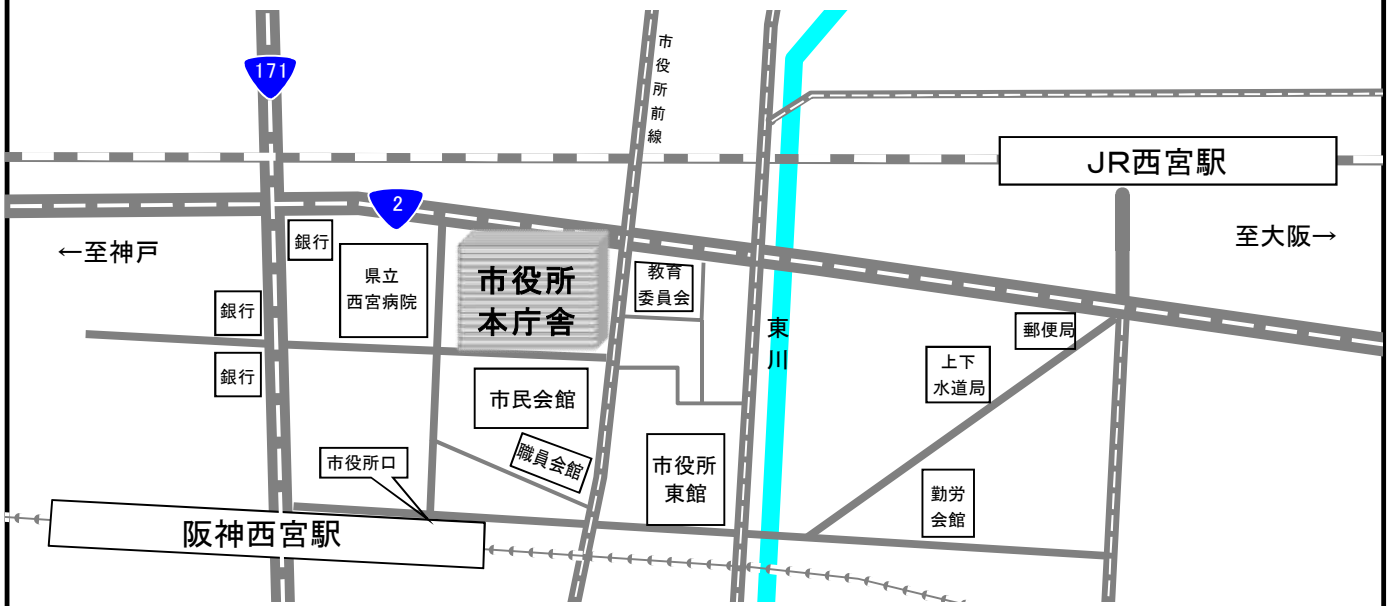 市役所前線
171
JR西宮駅
2
←至神戸
至大阪→
銀行
県立
西宮病院
市役所
本庁舎
教育
委員会
銀行
東川
郵便局
銀行
上下
水道局
市民会館
職員会館
市役所口
市役所
東館
勤労
会館
阪神西宮駅